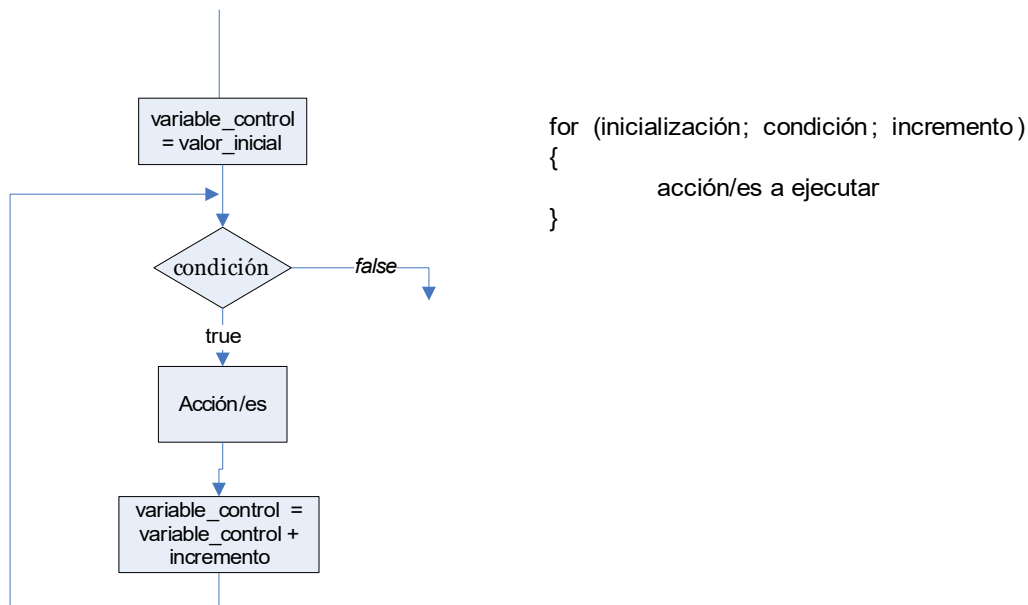 variable_control
= valor_inicial
condición
false
true
Acción/es
variable_control =
variable_control +
incremento
for (inicialización; condición; incremento)
{
acción/es a ejecutar
}